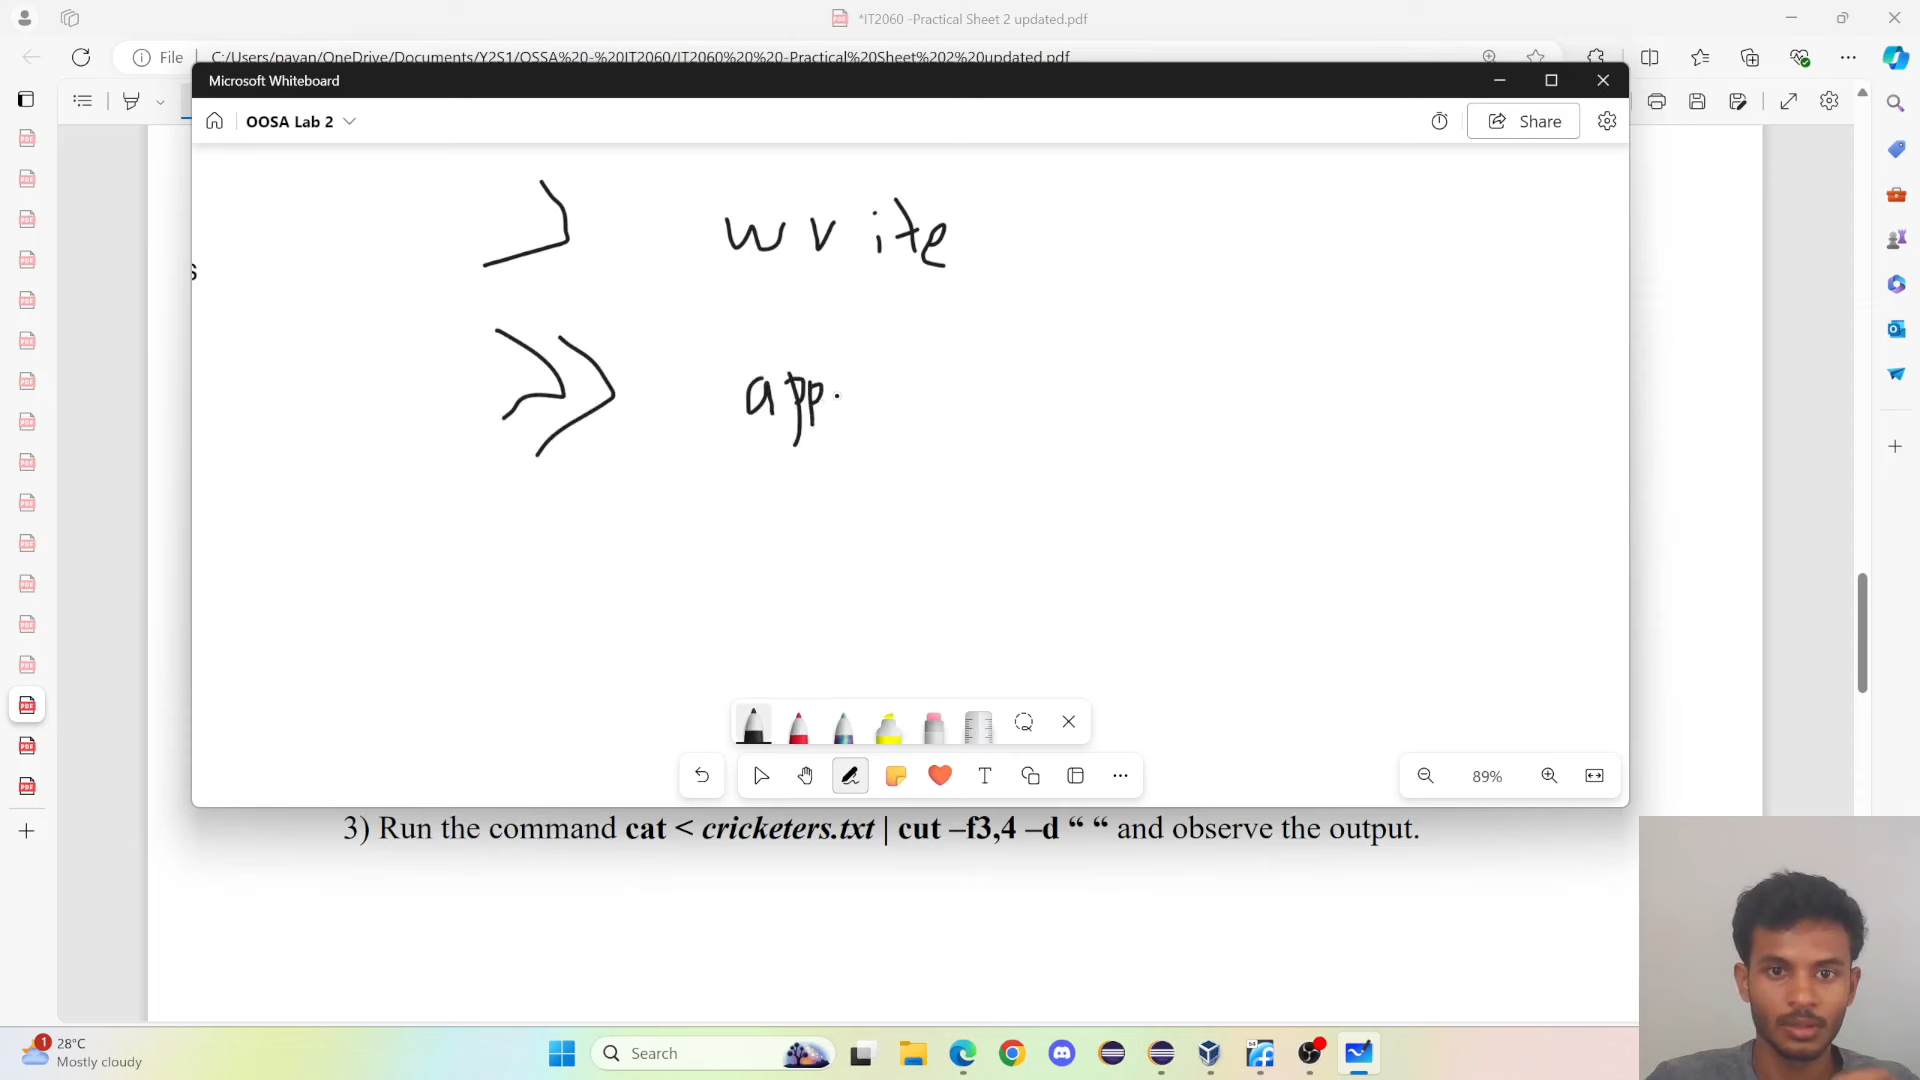 *IT2060 -Practical Sheet 2 updated.pdf
File
C:/Users/pavan/OneDrive/Documents/Y2S1/OSSA%20-%20IT2060/IT2060%20%20-Practical%20Sheet%202%20updated.pdf
Microsoft Whiteboard
OOSA Lab 2
Share
> write
s
>> app
89%
3) Run the command cat < cricketers.txt | cut –f3,4 –d “ “ and observe the output.
1
28°C
Mostly cloudy
Search
64